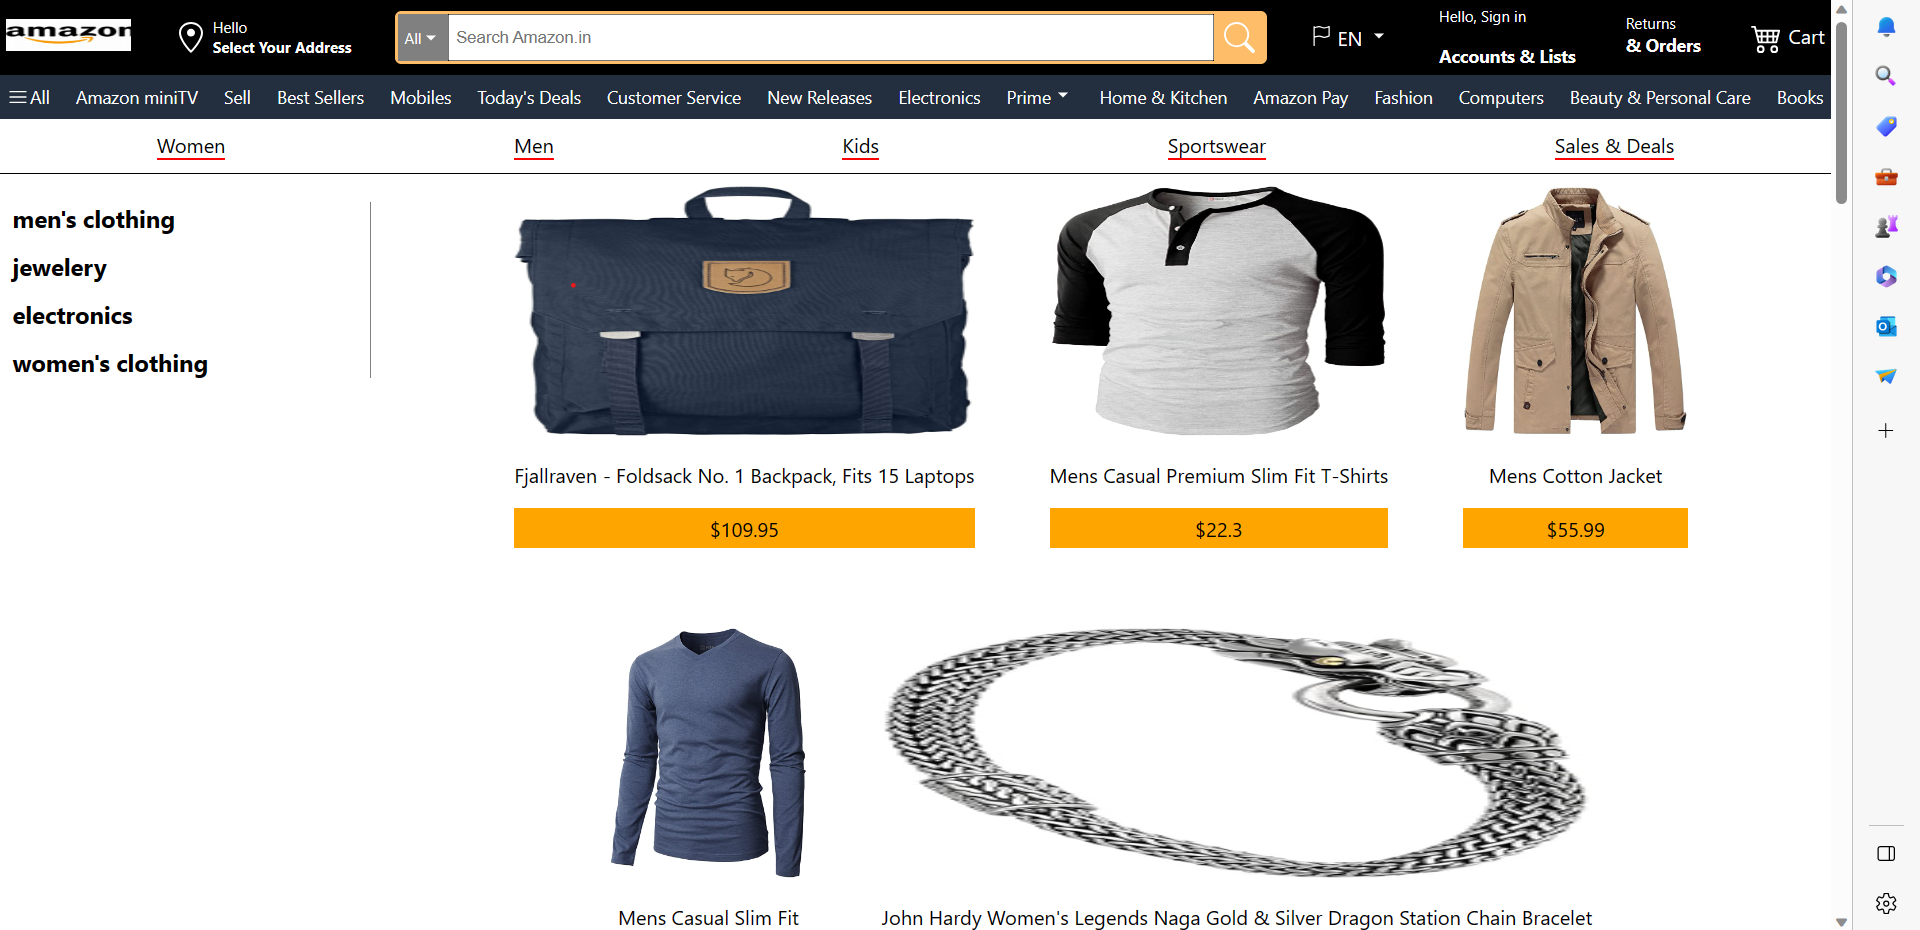 amazon
Hello
Select Your Address
All
Search Amazon.in
EN
Hello, Sign in
Accounts & Lists
Returns
& Orders
Cart
All Amazon miniTV Sell Best Sellers Mobiles Today's Deals Customer Service New Releases Electronics Prime Home & Kitchen Amazon Pay Fashion Computers Beauty & Personal Care Books
Women Men Kids Sportswear Sales & Deals
men's clothing
jewelery
electronics
women's clothing
Fjallraven - Foldsack No. 1 Backpack, Fits 15 Laptops
$109.95
Mens Casual Premium Slim Fit T-Shirts
$22.3
Mens Cotton Jacket
$55.99
Mens Casual Slim Fit
John Hardy Women's Legends Naga Gold & Silver Dragon Station Chain Bracelet